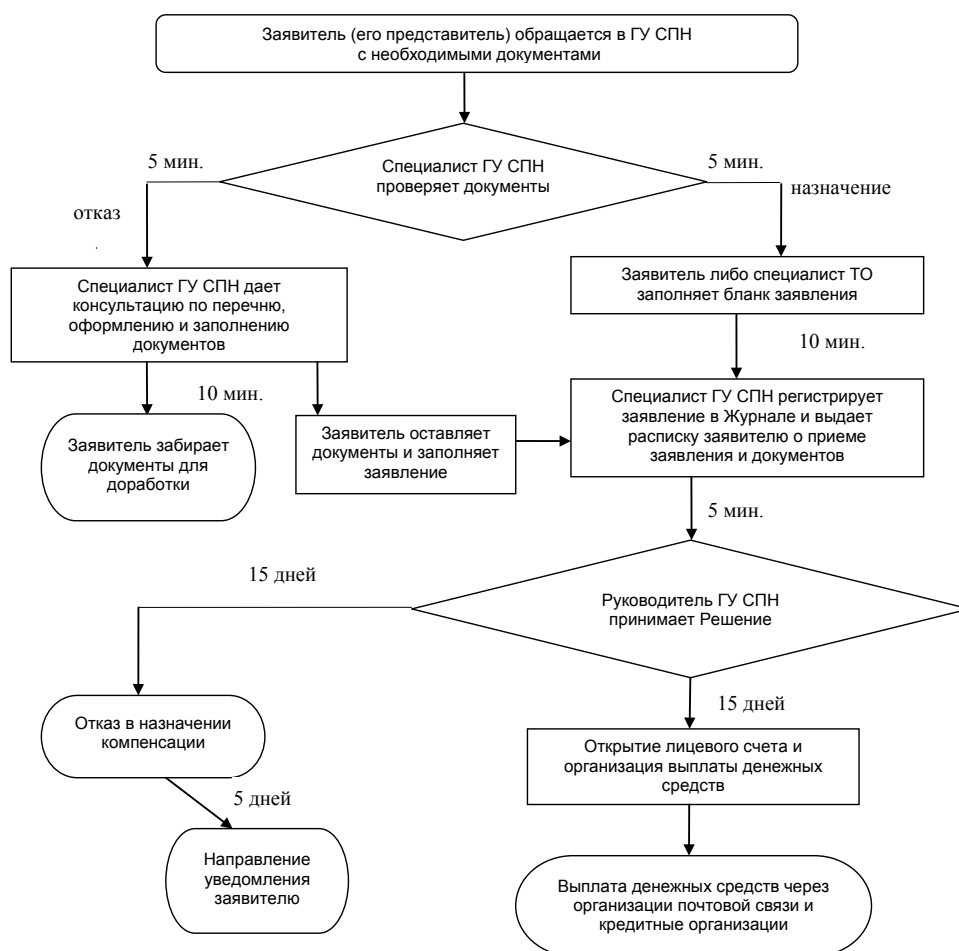 Заявитель (его представитель) обращается в ГУ СПН
с необходимыми документами
5 мин.
Специалист ГУ СПН
проверяет документы
5 мин.
отказ
назначение
Специалист ГУ СПН дает
консультацию по перечню,
оформлению и заполнению
документов
Заявитель либо специалист ТО
заполняет бланк заявления
10 мин.
10 мин.
Заявитель забирает
документы для
доработки
Заявитель оставляет
документы и заполняет
заявление
Специалист ГУ СПН регистрирует
заявление в Журнале и выдает
расписку заявителю о приеме
заявления и документов
5 мин.
15 дней
Руководитель ГУ СПН
принимает Решение
Отказ в назначении
компенсации
15 дней
Открытие лицевого счета и
организация выплаты денежных
средств
5 дней
Направление
уведомления
заявителю
Выплата денежных средств через
организации почтовой связи и
кредитные организации